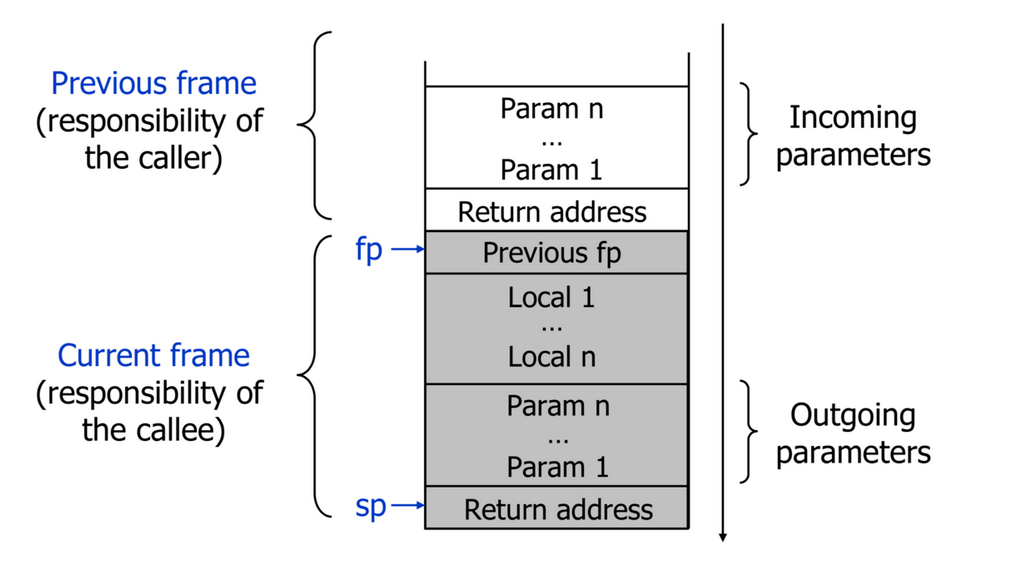 Previous frame
(responsibility of
the caller)
Param n
...
Param 1
Return address
Incoming
parameters
fp
Previous fp
Local 1
...
Local n
Current frame
(responsibility of
the callee)
Param n
...
Param 1
Outgoing
parameters
sp
Return address